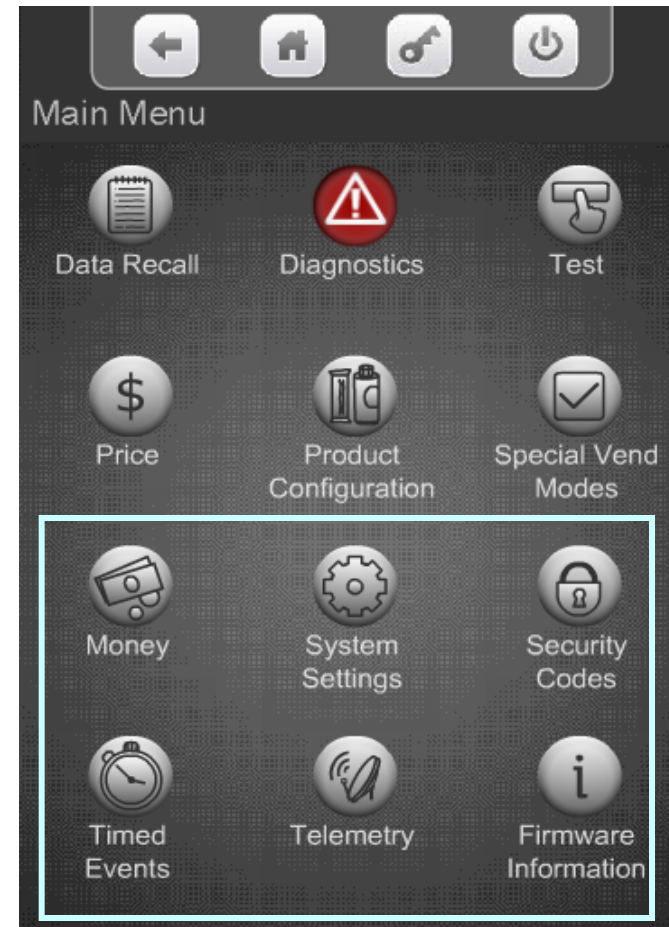 Main Menu
Data Recall
Diagnostics
Test
$
Price
Product
Configuration
Special Vend
Modes
Money
System
Settings
Security
Codes
Timed
Events
Telemetry
i
Firmware
Information